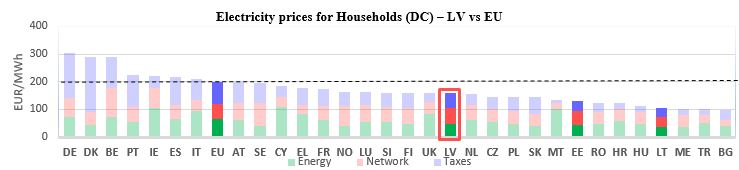 Electricity prices for Households (DC) – LV vs EU
EUR/MWh
400
300
200
100
0
DE DK BE PT IE ES IT EU AT SE CY EL FR NO LU SI FI UK LV NL CZ PL SK MT EE RO HR HU LT ME TR BG
Energy Network Taxes